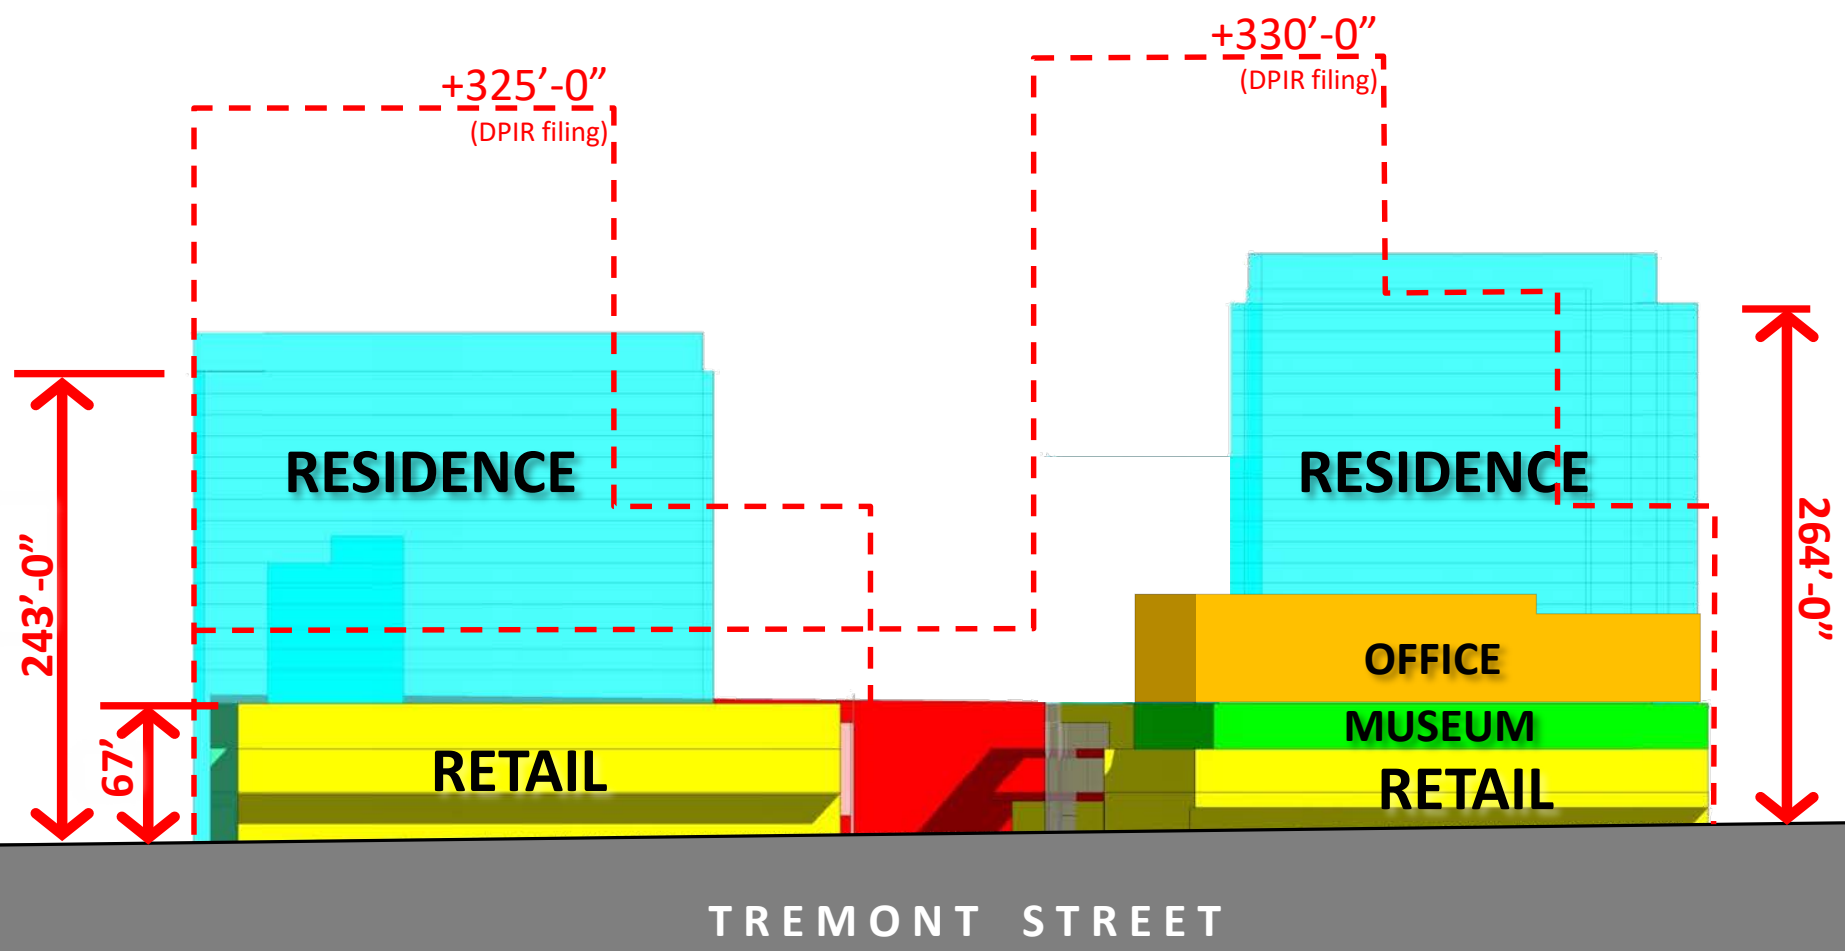 +330’-0”
(DPIR filing)
+325’-0”
(DPIR filing)
RESIDENCE
RESIDENCE
243’-0”
264’-0”
OFFICE
MUSEUM
67’
RETAIL
RETAIL
TREMONT STREET